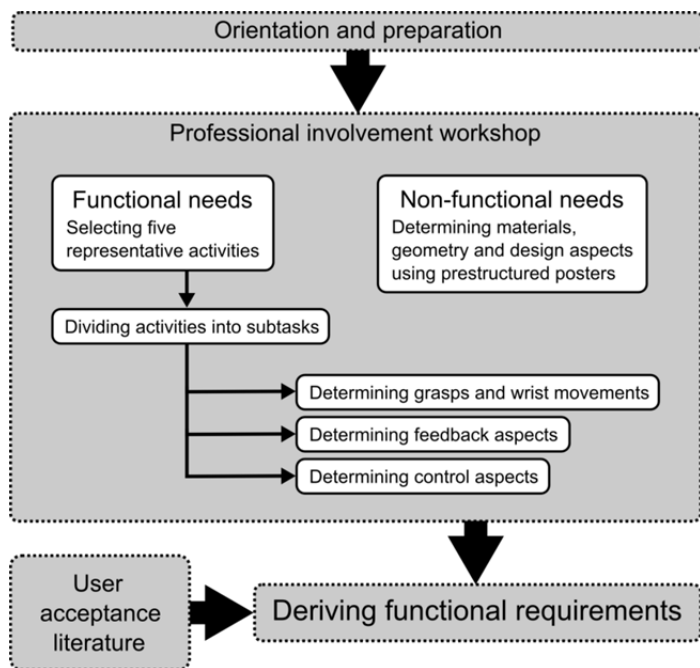 Orientation and preparation
Professional involvement workshop
Functional needs
Selecting five
representative activities
Non-functional needs
Determining materials,
geometry and design aspects
using prestructured posters
Dividing activities into subtasks
Determining grasps and wrist movements
Determining feedback aspects
Determining control aspects
User
acceptance
literature
Deriving functional requirements